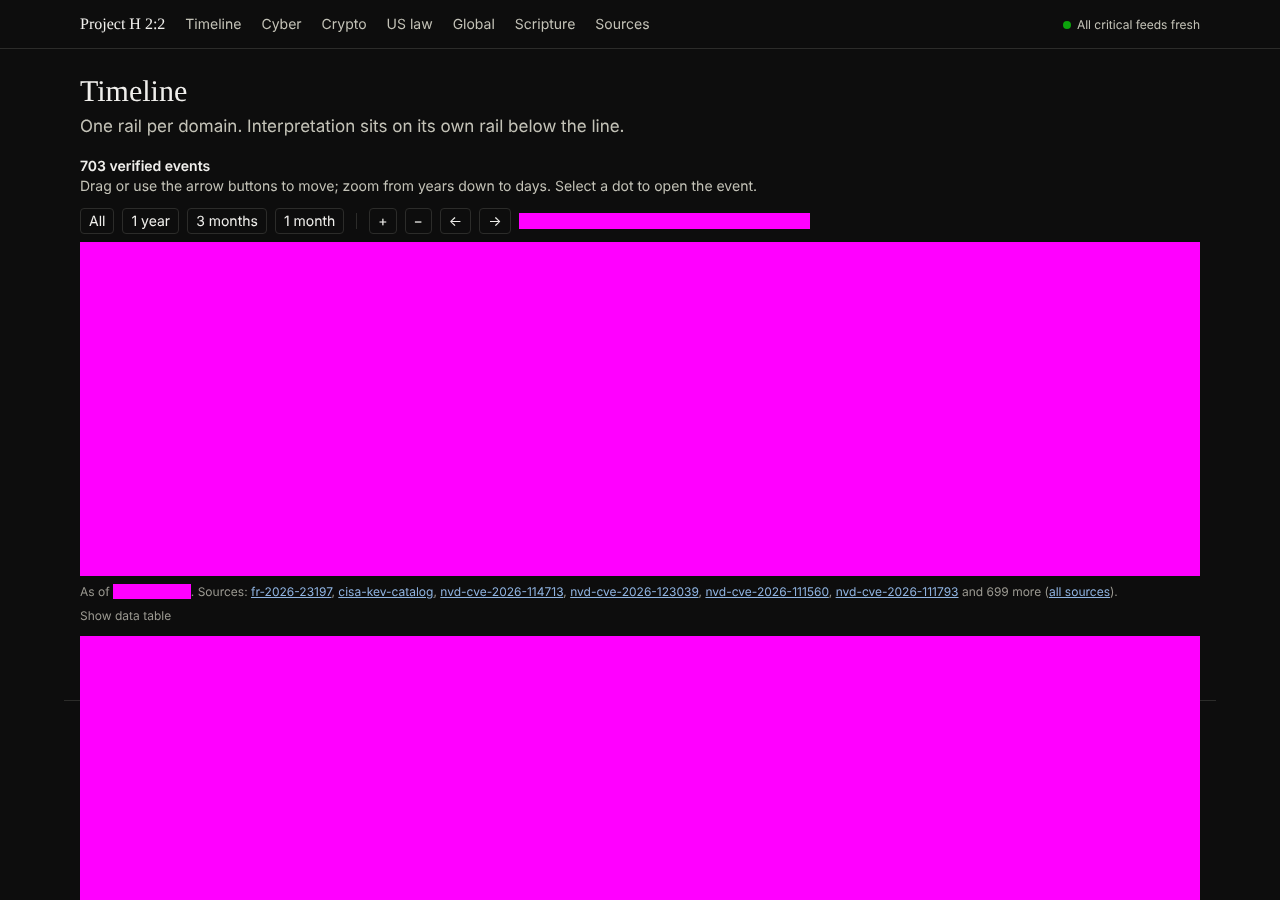 Project H 2:2 Timeline Cyber Crypto US law Global Scripture Sources All critical feeds fresh
Timeline
One rail per domain. Interpretation sits on its own rail below the line.
703 verified events
Drag or use the arrow buttons to move; zoom from years down to days. Select a dot to open the event.
All 1 year 3 months 1 month + − ← →
As of . Sources: fr-2026-23197, cisa-kev-catalog, nvd-cve-2026-114713, nvd-cve-2026-123039, nvd-cve-2026-111560, nvd-cve-2026-111793 and 699 more (all sources).
Show data table